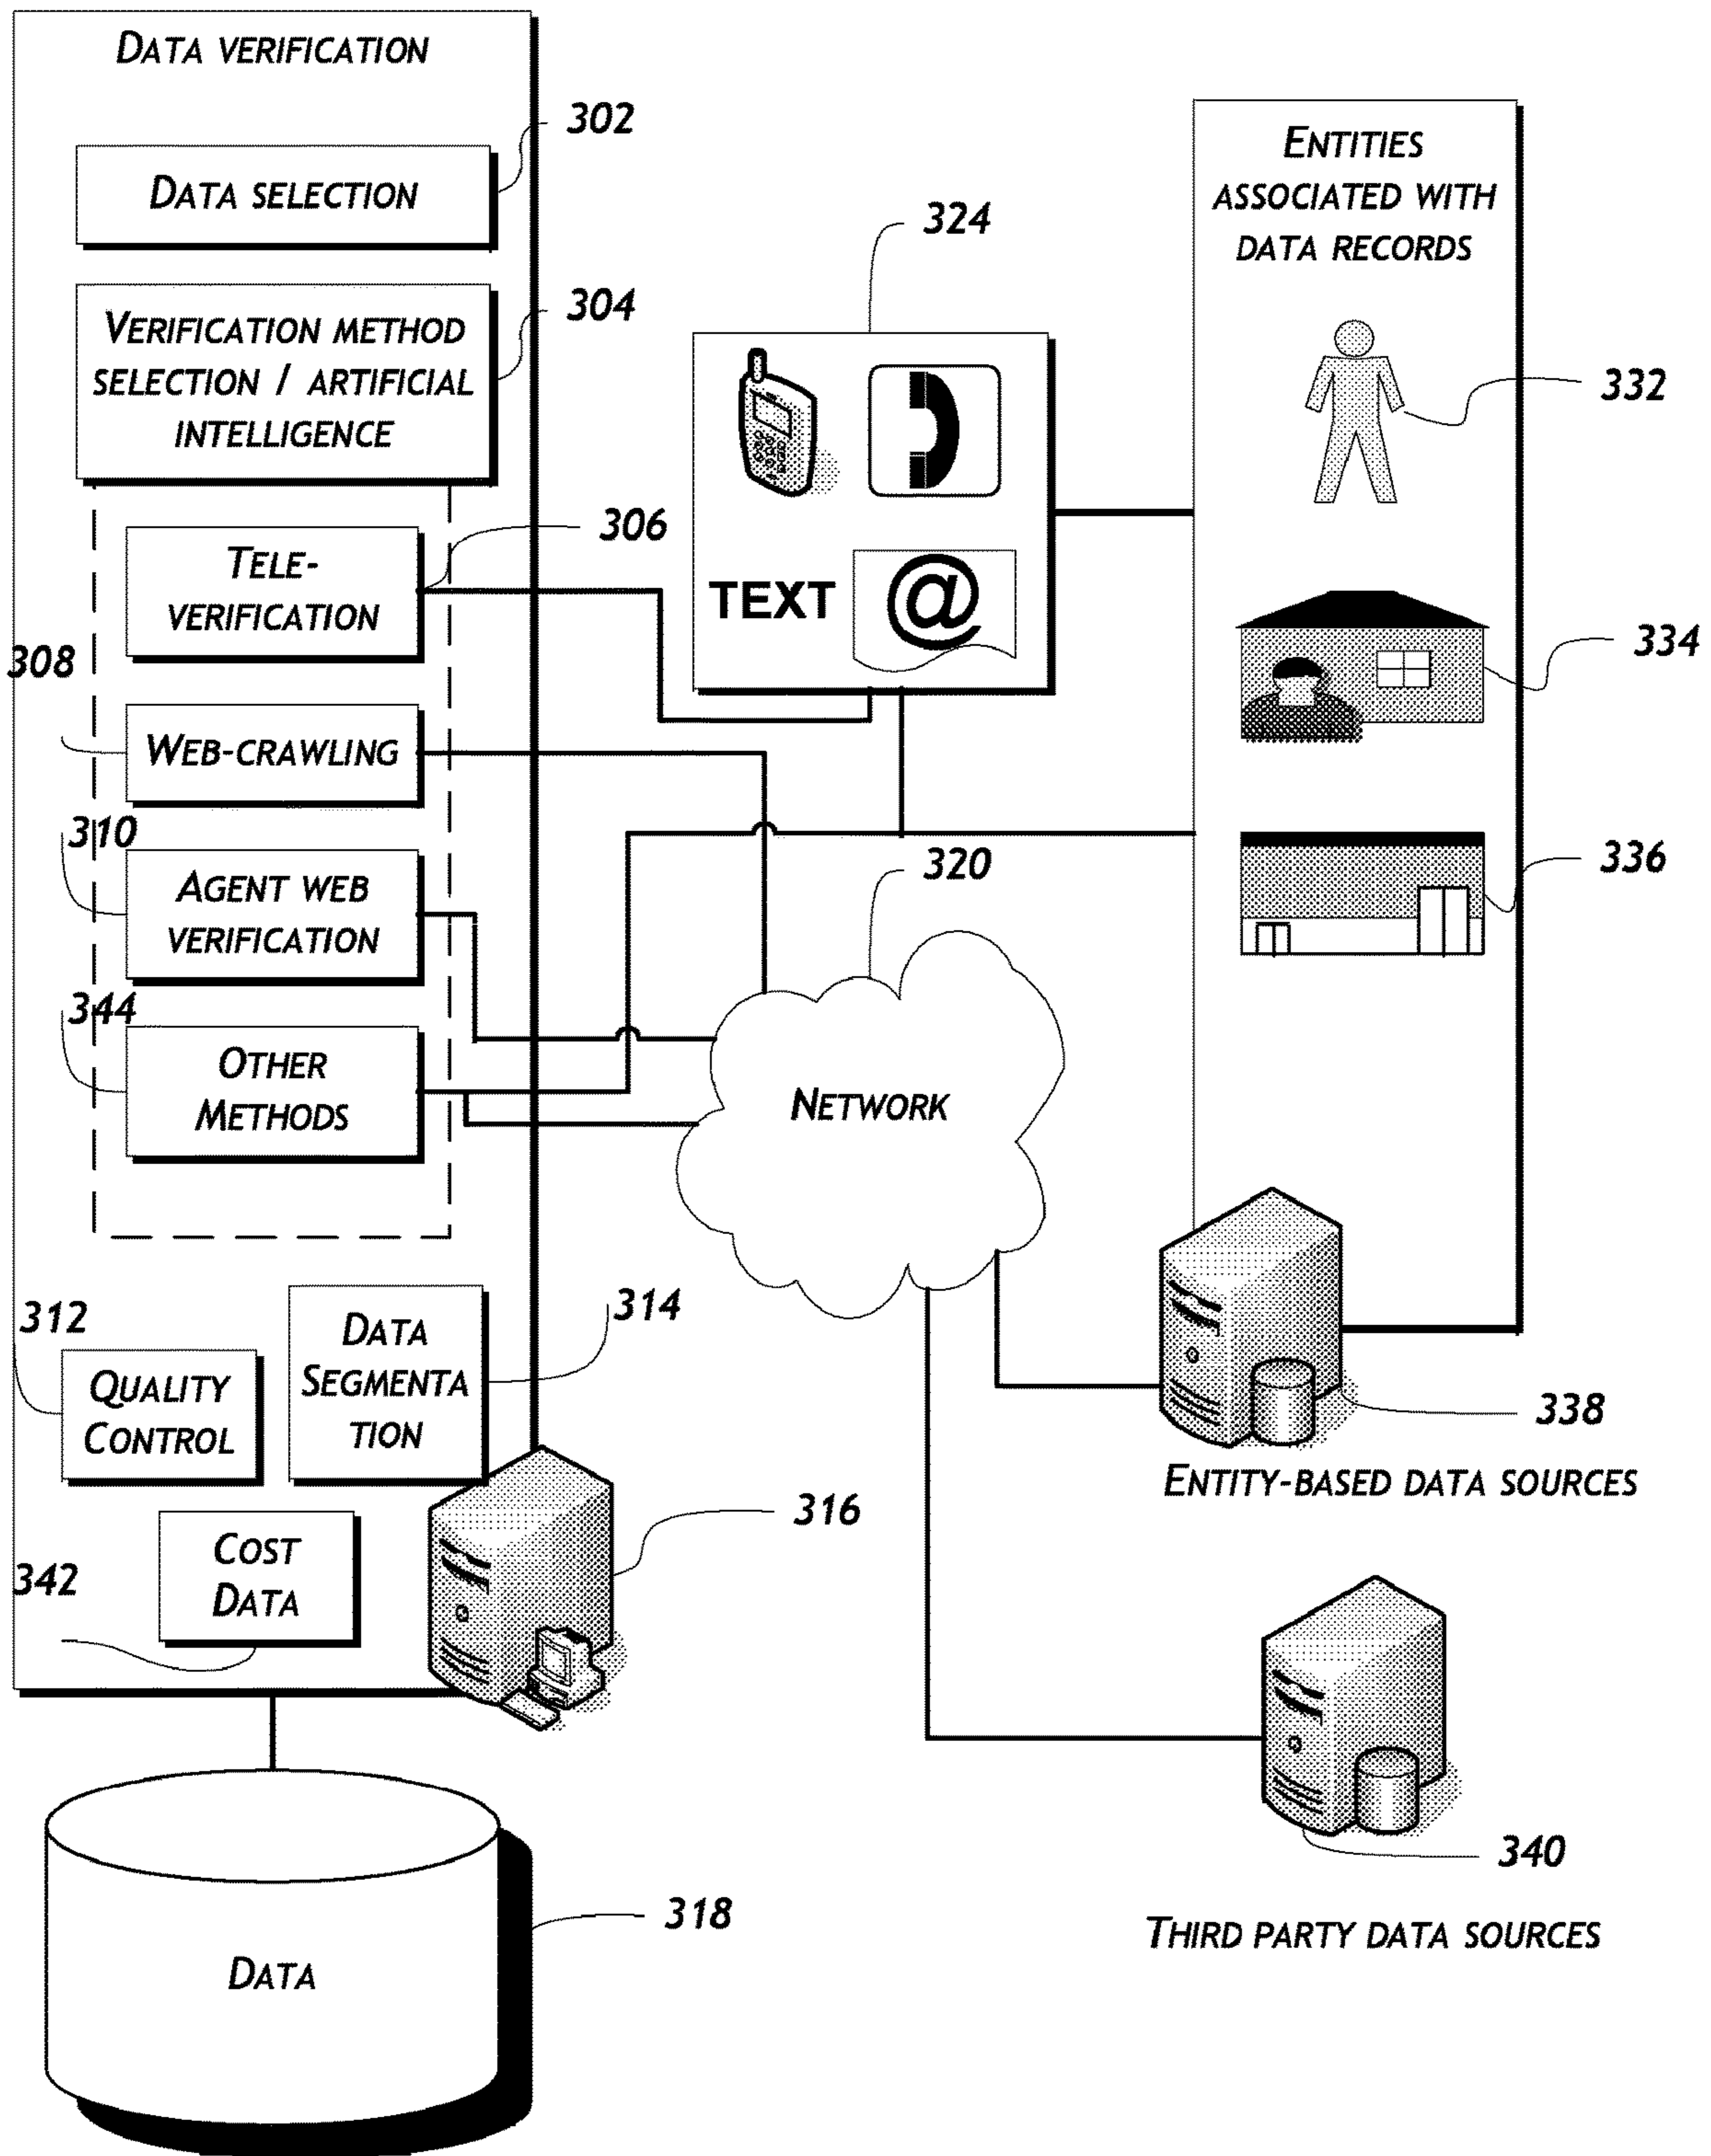 DATA VERIFICATION
302
DATA SELECTION
304
VERIFICATION METHOD
SELECTION / ARTIFICIAL
INTELLIGENCE
306
TELE-
VERIFICATION
308
WEB-CRAWLING
310
AGENT WEB
VERIFICATION
344
OTHER
METHODS
312
QUALITY
CONTROL
314
DATA
SEGMENTA
TION
342
COST
DATA
316
318
DATA
324
TEXT
@
320
NETWORK
ENTITIES
ASSOCIATED WITH
DATA RECORDS
332
334
336
338
ENTITY-BASED DATA SOURCES
340
THIRD PARTY DATA SOURCES